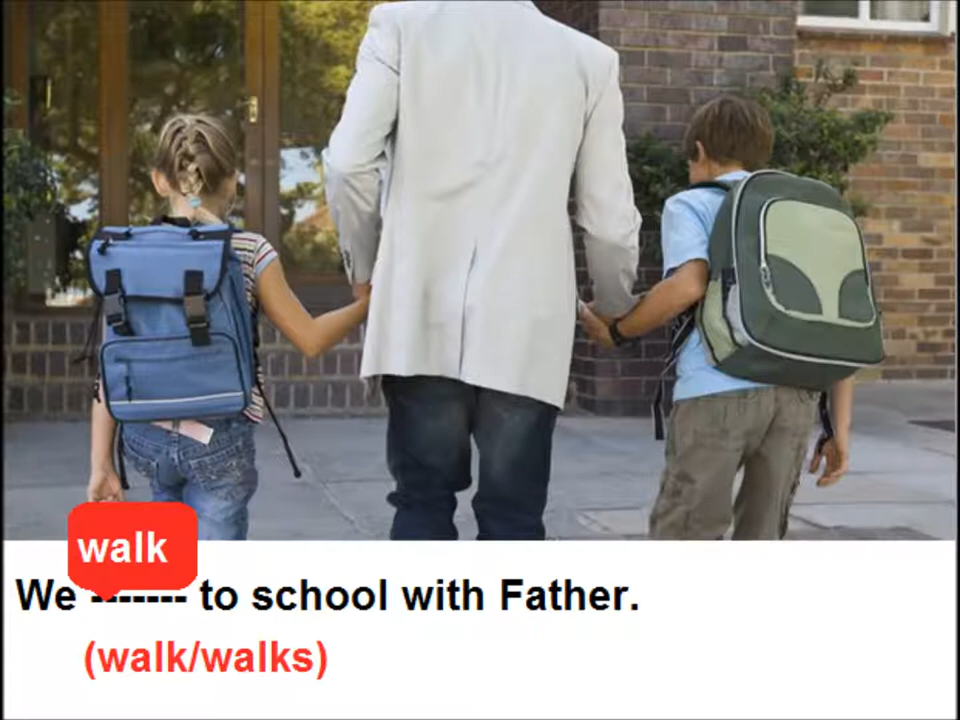 walk
We ------- to school with Father.
(walk/walks)